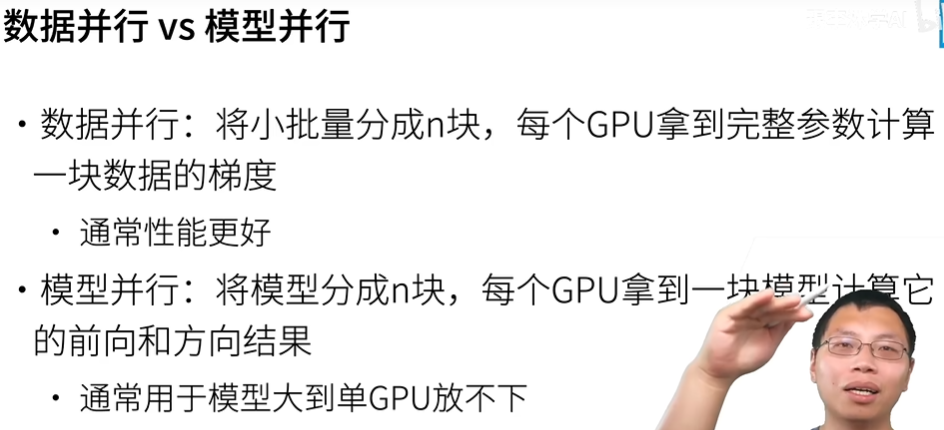 数据并行 vs 模型并行
・数据并行：将小批量分成n块，每个GPU拿到完整参数计算
一块数据的梯度
・通常性能更好
・模型并行：将模型分成n块，每个GPU拿到一块模型计算它
的前向和方向结果
・通常用于模型大到单GPU放不下